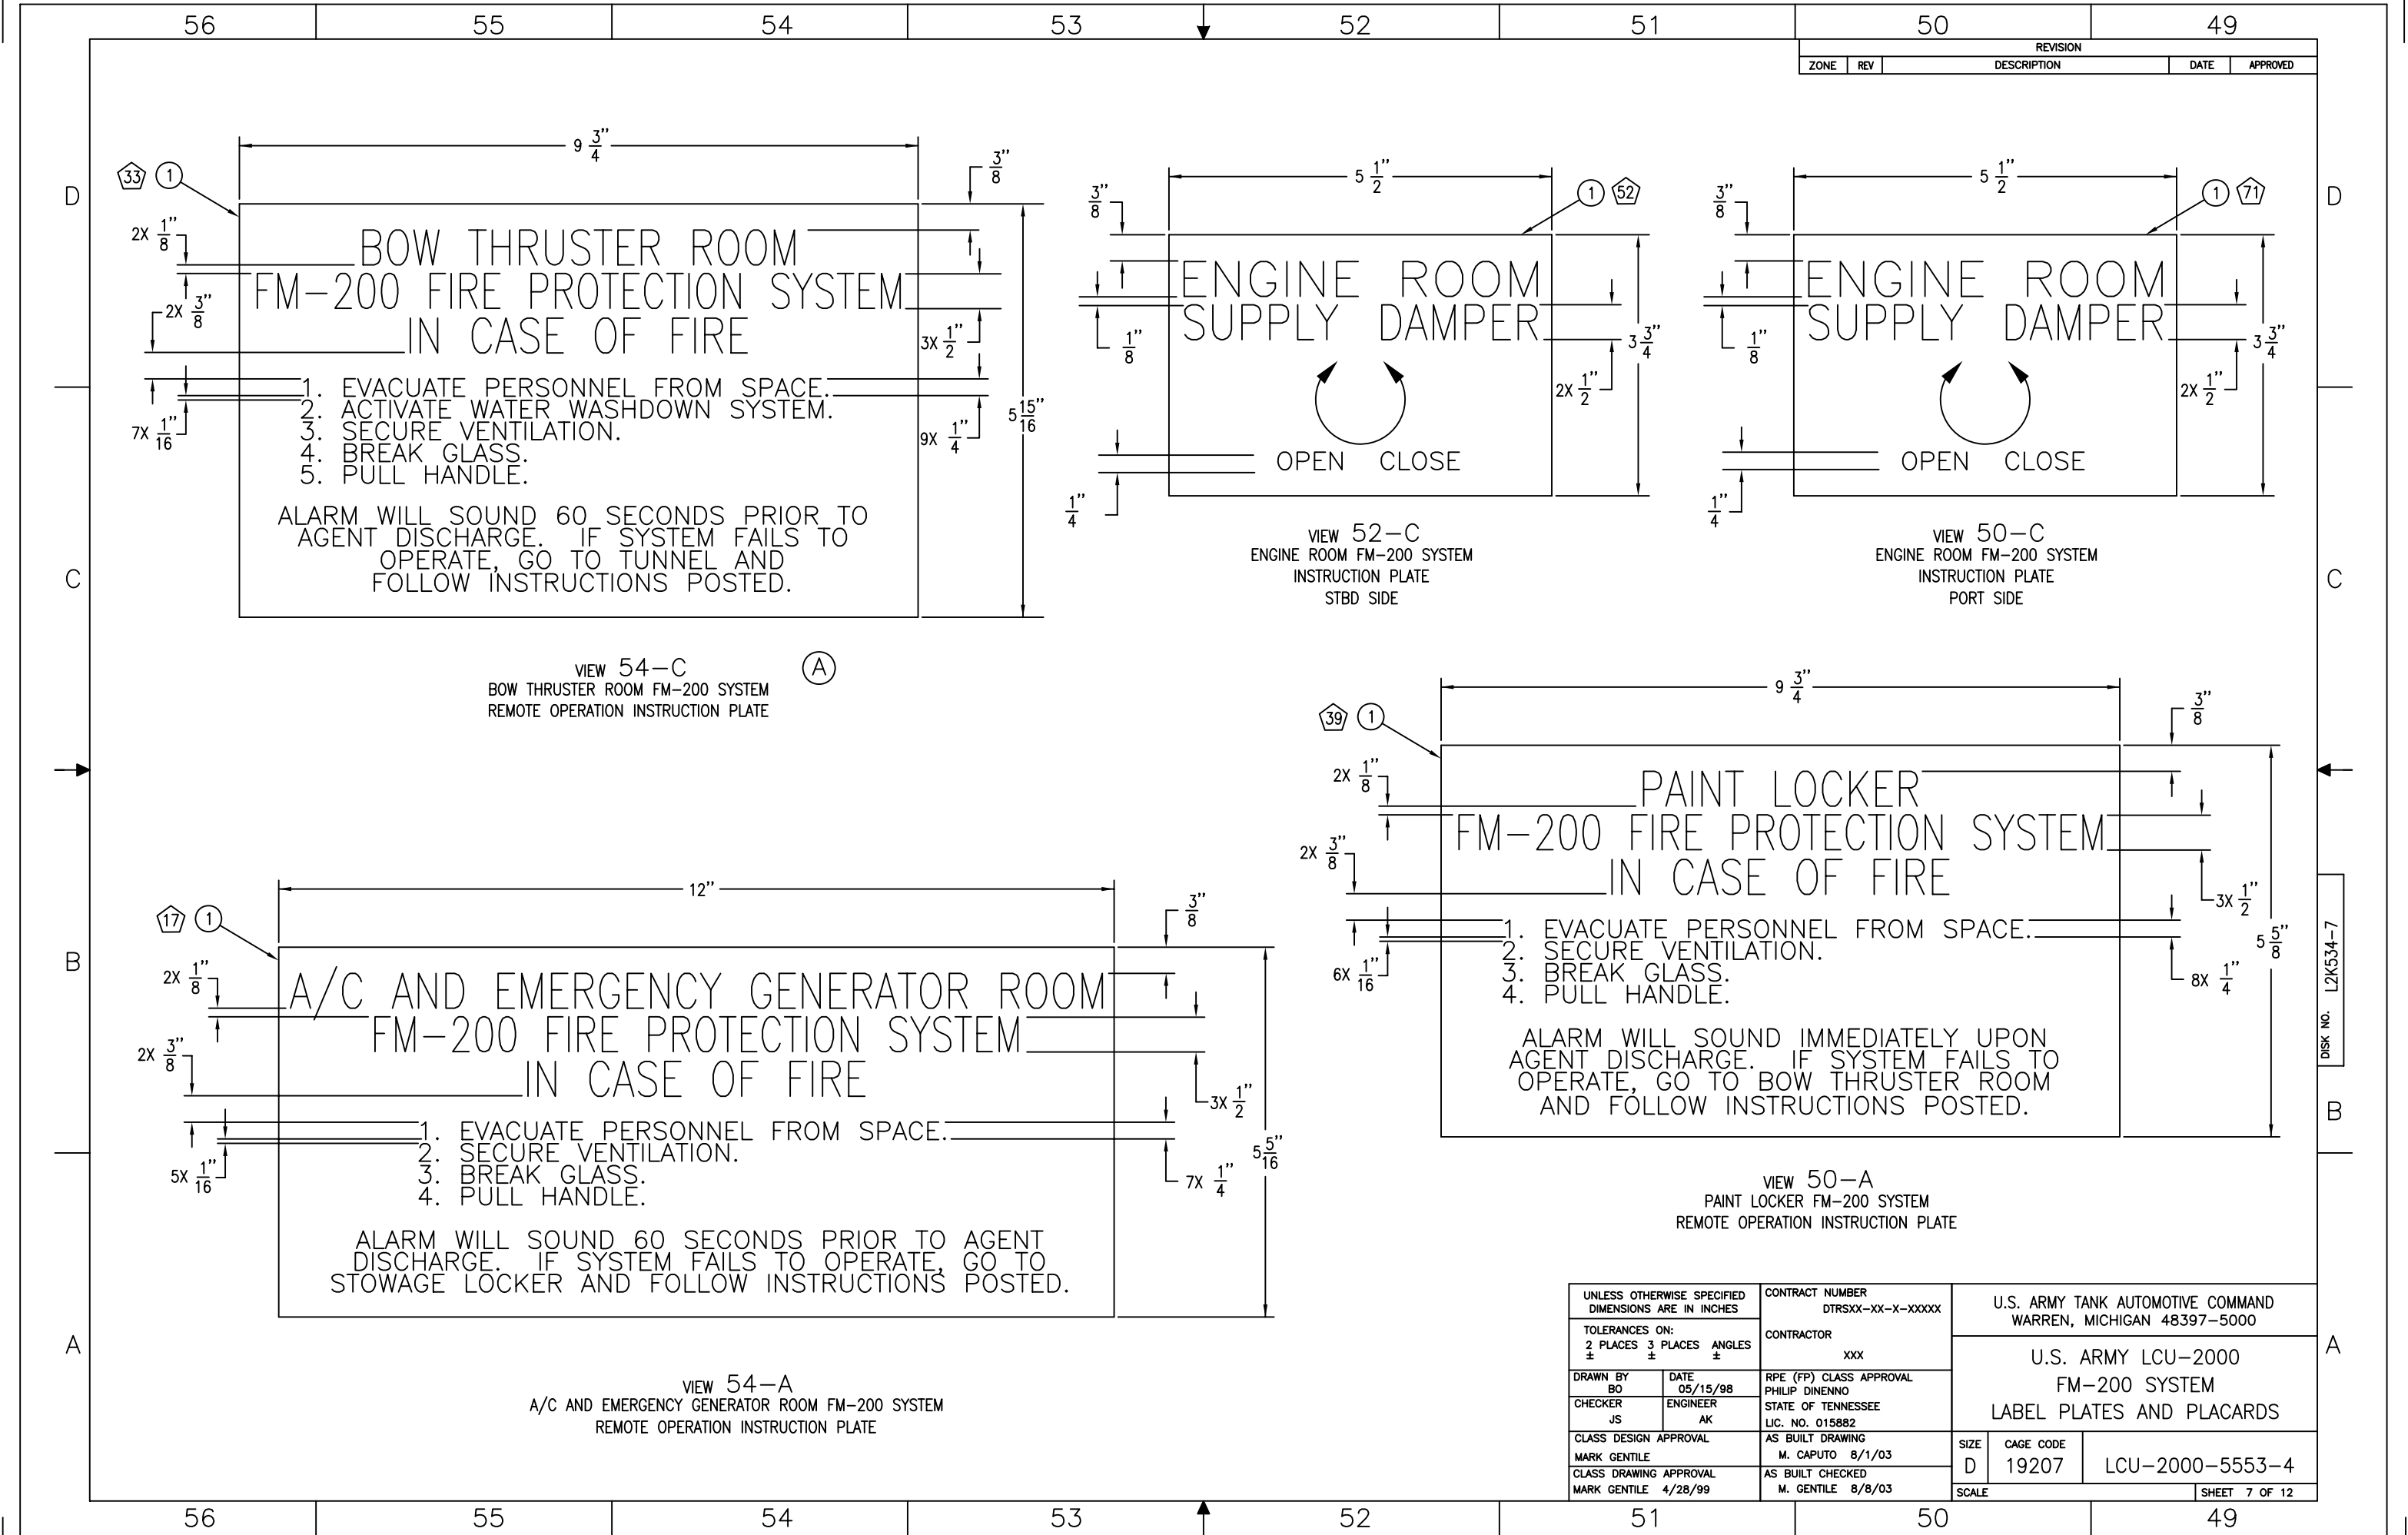 56 55 54 53 52 51 50 49
REVISION
ZONE REV DESCRIPTION DATE APPROVED
D
C
B
A
D
C
B
A
9 3/4"
33 1
3/8"
2X 1/8"
2X 3/8"
7X 1/16"
3X 1/2"
9X 1/4"
5 15/16"
BOW THRUSTER ROOM
FM-200 FIRE PROTECTION SYSTEM
IN CASE OF FIRE
1. EVACUATE PERSONNEL FROM SPACE.
2. ACTIVATE WATER WASHDOWN SYSTEM.
3. SECURE VENTILATION.
4. BREAK GLASS.
5. PULL HANDLE.
ALARM WILL SOUND 60 SECONDS PRIOR TO
AGENT DISCHARGE. IF SYSTEM FAILS TO
OPERATE, GO TO TUNNEL AND
FOLLOW INSTRUCTIONS POSTED.
VIEW 54-C
BOW THRUSTER ROOM FM-200 SYSTEM
REMOTE OPERATION INSTRUCTION PLATE
A
5 1/2"
1 52
3/8"
1/8"
1/4"
3 3/4"
2X 1/2"
ENGINE ROOM
SUPPLY DAMPER
OPEN CLOSE
VIEW 52-C
ENGINE ROOM FM-200 SYSTEM
INSTRUCTION PLATE
STBD SIDE
5 1/2"
1 71
3/8"
1/8"
1/4"
3 3/4"
2X 1/2"
ENGINE ROOM
SUPPLY DAMPER
OPEN CLOSE
VIEW 50-C
ENGINE ROOM FM-200 SYSTEM
INSTRUCTION PLATE
PORT SIDE
12"
17 1
3/8"
2X 1/8"
2X 3/8"
5X 1/16"
3X 1/2"
7X 1/4"
5 5/16"
A/C AND EMERGENCY GENERATOR ROOM
FM-200 FIRE PROTECTION SYSTEM
IN CASE OF FIRE
1. EVACUATE PERSONNEL FROM SPACE.
2. SECURE VENTILATION.
3. BREAK GLASS.
4. PULL HANDLE.
ALARM WILL SOUND 60 SECONDS PRIOR TO AGENT
DISCHARGE. IF SYSTEM FAILS TO OPERATE, GO TO
STOWAGE LOCKER AND FOLLOW INSTRUCTIONS POSTED.
VIEW 54-A
A/C AND EMERGENCY GENERATOR ROOM FM-200 SYSTEM
REMOTE OPERATION INSTRUCTION PLATE
9 3/4"
39 1
3/8"
2X 1/8"
2X 3/8"
6X 1/16"
3X 1/2"
8X 1/4"
5 5/8"
PAINT LOCKER
FM-200 FIRE PROTECTION SYSTEM
IN CASE OF FIRE
1. EVACUATE PERSONNEL FROM SPACE.
2. SECURE VENTILATION.
3. BREAK GLASS.
4. PULL HANDLE.
ALARM WILL SOUND IMMEDIATELY UPON
AGENT DISCHARGE. IF SYSTEM FAILS TO
OPERATE, GO TO BOW THRUSTER ROOM
AND FOLLOW INSTRUCTIONS POSTED.
VIEW 50-A
PAINT LOCKER FM-200 SYSTEM
REMOTE OPERATION INSTRUCTION PLATE
DISK NO. L2K534-7
UNLESS OTHERWISE SPECIFIED
DIMENSIONS ARE IN INCHES
TOLERANCES ON:
2 PLACES 3 PLACES ANGLES
± ± ±
DRAWN BY
BO
DATE
05/15/98
CHECKER
JS
ENGINEER
AK
CLASS DESIGN APPROVAL
MARK GENTILE
CLASS DRAWING APPROVAL
MARK GENTILE 4/28/99
CONTRACT NUMBER
DTRSXX-XX-X-XXXXX
CONTRACTOR
XXX
RPE (FP) CLASS APPROVAL
PHILIP DINENNO
STATE OF TENNESSEE
LIC. NO. 015882
AS BUILT DRAWING
M. CAPUTO 8/1/03
AS BUILT CHECKED
M. GENTILE 8/8/03
U.S. ARMY TANK AUTOMOTIVE COMMAND
WARREN, MICHIGAN 48397-5000
U.S. ARMY LCU-2000
FM-200 SYSTEM
LABEL PLATES AND PLACARDS
SIZE
D
CAGE CODE
19207
LCU-2000-5553-4
SCALE
SHEET 7 OF 12
56 55 54 53 52 51 50 49